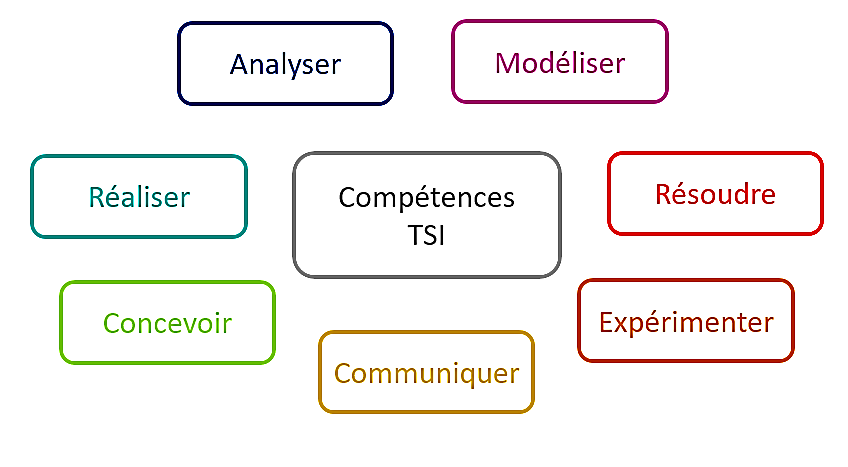 Analyser
Modéliser
Réaliser
Compétences
TSI
Résoudre
Concevoir
Expérimenter
Communiquer